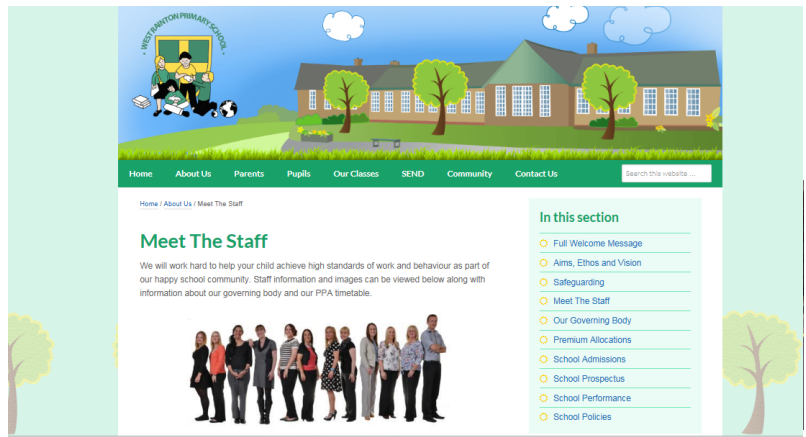 WEST RAINTON PRIMARY SCHOOL
Home About Us Parents Pupils Our Classes SEND Community Contact Us Search this website ...
Home / About Us / Meet The Staff
Meet The Staff
We will work hard to help your child achieve high standards of work and behaviour as part of
our happy school community. Staff information and images can be viewed below along with
information about our governing body and our PPA timetable.
In this section
Full Welcome Message
Aims, Ethos and Vision
Safeguarding
Meet The Staff
Our Governing Body
Premium Allocations
School Admissions
School Prospectus
School Performance
School Policies